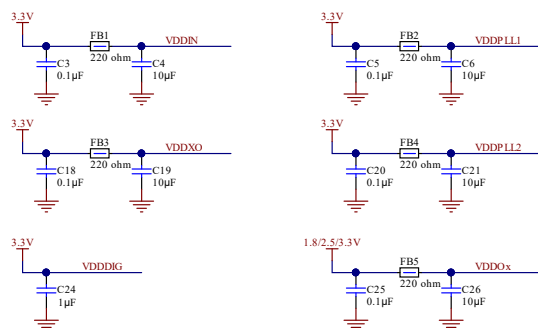 3.3V
FB1
VDDIN
C3
0.1µF
220 ohm
C4
10µF
3.3V
FB2
VDDPLL1
C5
0.1µF
220 ohm
C6
10µF
3.3V
FB3
VDDXO
C18
0.1µF
220 ohm
C19
10µF
3.3V
FB4
VDDPLL2
C20
0.1µF
220 ohm
C21
10µF
3.3V
VDDDIG
C24
1µF
1.8/2.5/3.3V
FB5
VDDOx
C25
0.1µF
220 ohm
C26
10µF